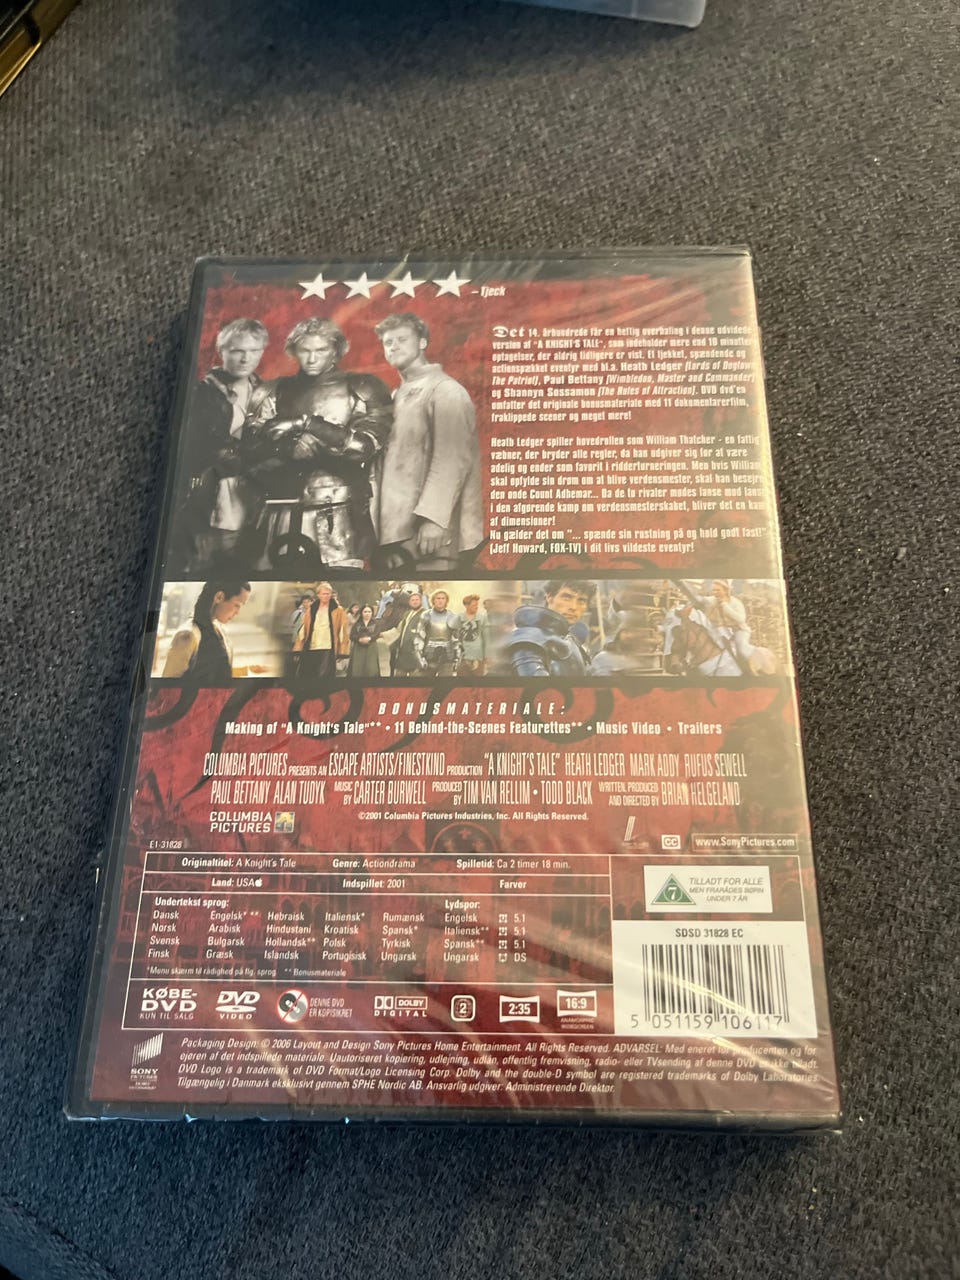 – Tjeck
Det 14. århundrede får en heftig overhaling i denne udvidede
version af "A KNIGHT'S TALE", som indeholder mere end 10 minutters
optagelser, der aldrig tidligere er vist. Et tjekket, spændende og
actionspækket eventyr med bl.a. Heath Ledger (Lords of Dogtown,
The Patriot), Paul Bettany (Wimbledon, Master and Commander)
og Shannyn Sossamon (The Rules of Attraction). DVD dvd'en
omfatter det originale bonusmateriale med 11 dokumentarfilm,
fraklippede scener og meget mere!
Heath Ledger spiller hovedrollen som William Thatcher - en fattig
væbner, der bryder alle regler, da han udgiver sig for at være
adelig og ender som favorit i ridderturneringen. Men hvis William
skal opfylde sin drøm om at blive verdensmester, skal han besejre
den onde Count Adhemar... Da de to rivaler mødes lanse mod lanse
i den afgørende kamp om verdensmesterskabet, bliver det en kamp
af dimensioner!
Nu gælder det om "... spænde sin rustning på og hold godt fast!"
(Jeff Howard, FOX-TV) i dit livs vildeste eventyr!
BONUSMATERIALE:
Making of "A Knight's Tale"** • 11 Behind-the-Scenes Featurettes** • Music Video • Trailers
COLUMBIA PICTURES PRESENTS AN ESCAPE ARTISTS/FINESTKIND PRODUCTION "A KNIGHT'S TALE" HEATH LEDGER MARK ADDY RUFUS SEWELL
PAUL BETTANY ALAN TUDYK MUSIC BY CARTER BURWELL PRODUCED BY TIM VAN RELLIM • TODD BLACK WRITTEN, PRODUCED AND DIRECTED BY BRIAN HELGELAND
COLUMBIA
PICTURES
©2001 Columbia Pictures Industries, Inc. All Rights Reserved.
CC
www.SonyPictures.com
E1-31828
Originaltitel: A Knight's Tale Genre: Actiondrama Spilletid: Ca 2 timer 18 min.
Land: USA Indspillet: 2001 Farver
Undertekst sprog: Lydspor:
Dansk Engelsk* ** Hebraisk Italiensk* Rumænsk Engelsk 5.1
Norsk Arabisk Hindustani Kroatisk Spansk* Italiensk** 5.1
Svensk Bulgarsk Hollandsk** Polsk Tyrkisk Spansk** 5.1
Finsk Græsk Islandsk Portugisisk Ungarsk Ungarsk DS
*Menu skærm til rådighed på flg. sprog **Bonusmateriale
7
TILLADT FOR ALLE
MEN FRARÅDES BØRN
UNDER 7 ÅR
SDSD 31828 EC
5 051159 106117
KØBE-
DVD
KUN TIL SALG
DVD
VIDEO
DENNE DVD
ER KOPISIKRET
DOLBY
DIGITAL
2
2:35
16:9
ANAMORPHIC
WIDESCREEN
SONY
PICTURES
HOME
ENTERTAINMENT
Packaging Design: © 2006 Layout and Design Sony Pictures Home Entertainment. All Rights Reserved. ADVARSEL: Med eneret for producenten og for
ejeren af det indspillede materiale. Uautoriseret kopiering, udlejning, udlån, offentlig fremvisning, radio- eller TVsending af denne DVD er ikke tilladt.
DVD Logo is a trademark of DVD Format/Logo Licensing Corp. Dolby and the double-D symbol are registered trademarks of Dolby Laboratories.
Tilgængelig i Danmark eksklusivt gennem SPHE Nordic AB. Ansvarlig udgiver: Administrerende Direktør.